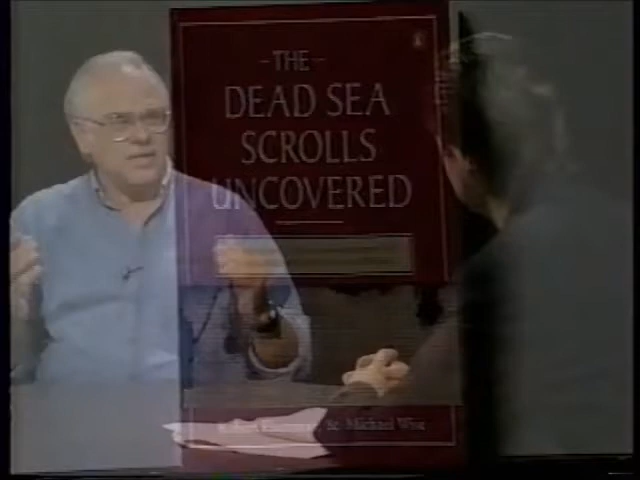 - THE -
DEAD SEA
SCROLLS
UNCOVERED
& Michael Wise